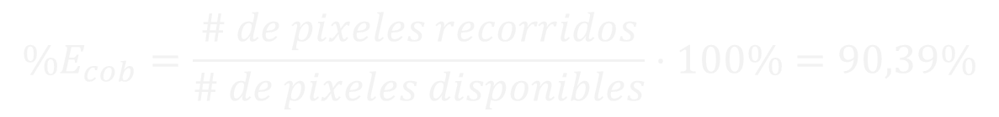 %E_cob = # de pixeles recorridos / # de pixeles disponibles · 100% = 90,39%